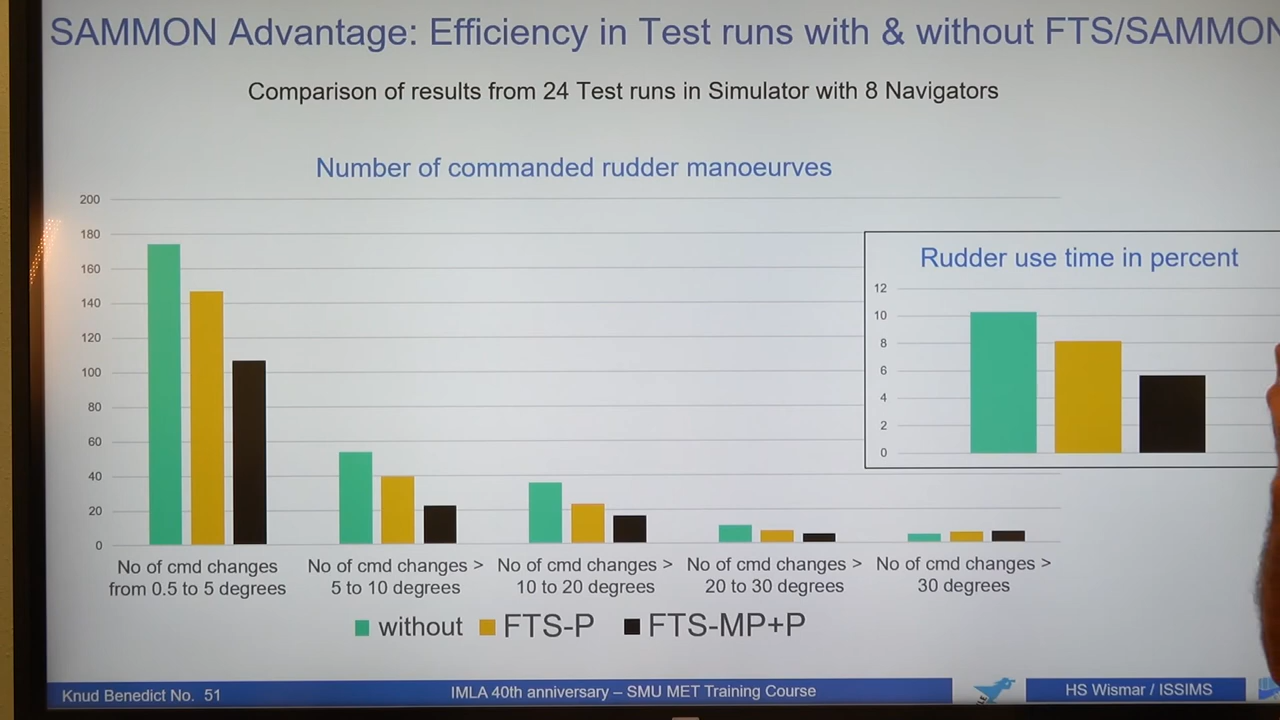 SAMMON Advantage: Efficiency in Test runs with & without FTS/SAMMON
Comparison of results from 24 Test runs in Simulator with 8 Navigators
Number of commanded rudder manoeurves
200
180
160
140
120
100
80
60
40
20
0
No of cmd changes
from 0.5 to 5 degrees
No of cmd changes >
5 to 10 degrees
No of cmd changes >
10 to 20 degrees
No of cmd changes >
20 to 30 degrees
No of cmd changes >
30 degrees
Rudder use time in percent
12
10
8
6
4
2
0
without FTS-P FTS-MP+P
Knud Benedict No. 51
IMLA 40th anniversary – SMU MET Training Course
HS Wismar / ISSIMS